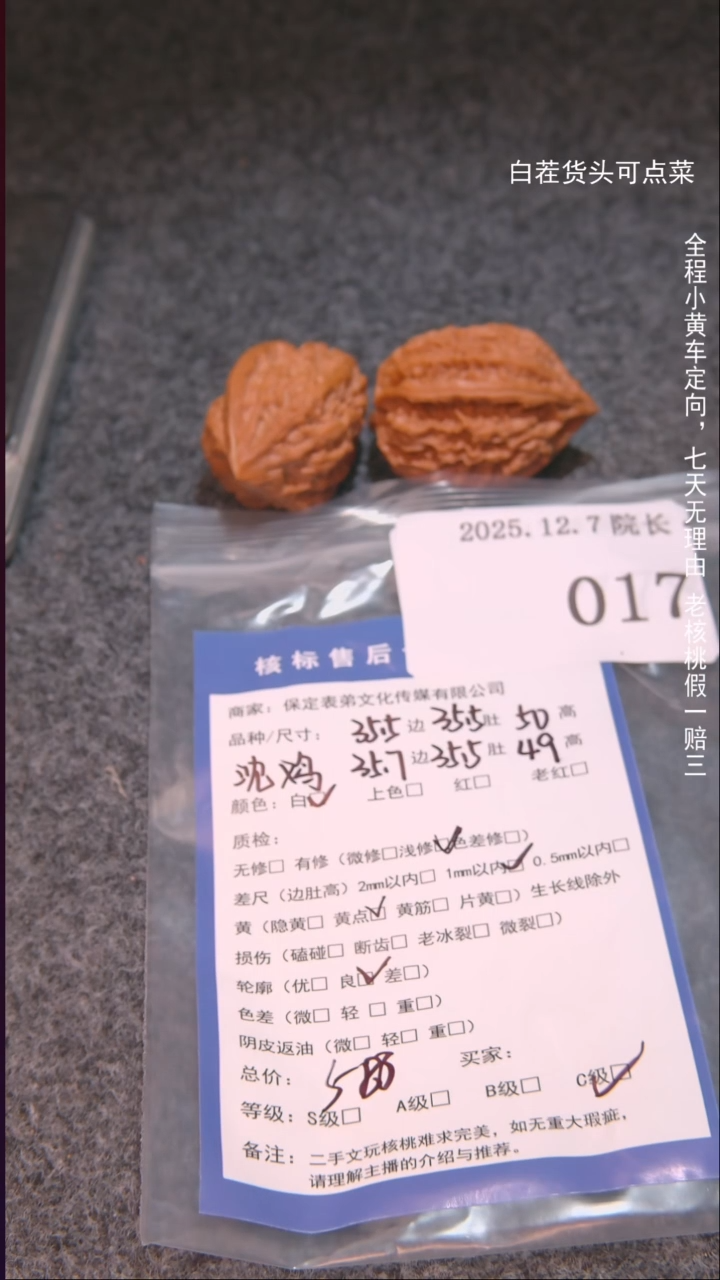 白茬货头可点菜
全程小黄车定向，七天无理由 老核桃假一赔三
2025.12.7 院长
017
核标售后
商家：保定表弟文化传媒有限公司
品种/尺寸： 35.5 边 35.5 肚 50 高
沈鸡 35.7 边 35.5 肚 49 高
颜色：白☑ 上色□ 红□ 老红□
质检：
无修□ 有修（微修□浅修☑色差修□）
差尺（边肚高）2mm以内□ 1mm以内☑ 0.5mm以内□
黄（隐黄□ 黄点☑ 黄筋□ 片黄□）生长线除外
损伤（磕碰□ 断齿□ 老冰裂□ 微裂□）
轮廓（优□ 良☑ 差□）
色差（微□ 轻 □ 重□）
阴皮返油（微□ 轻□ 重□）
总价： 买家：
等级：S级□ A级□ B级□ C级☑
备注：二手文玩核桃难求完美，如无重大瑕疵，
请理解主播的介绍与推荐。